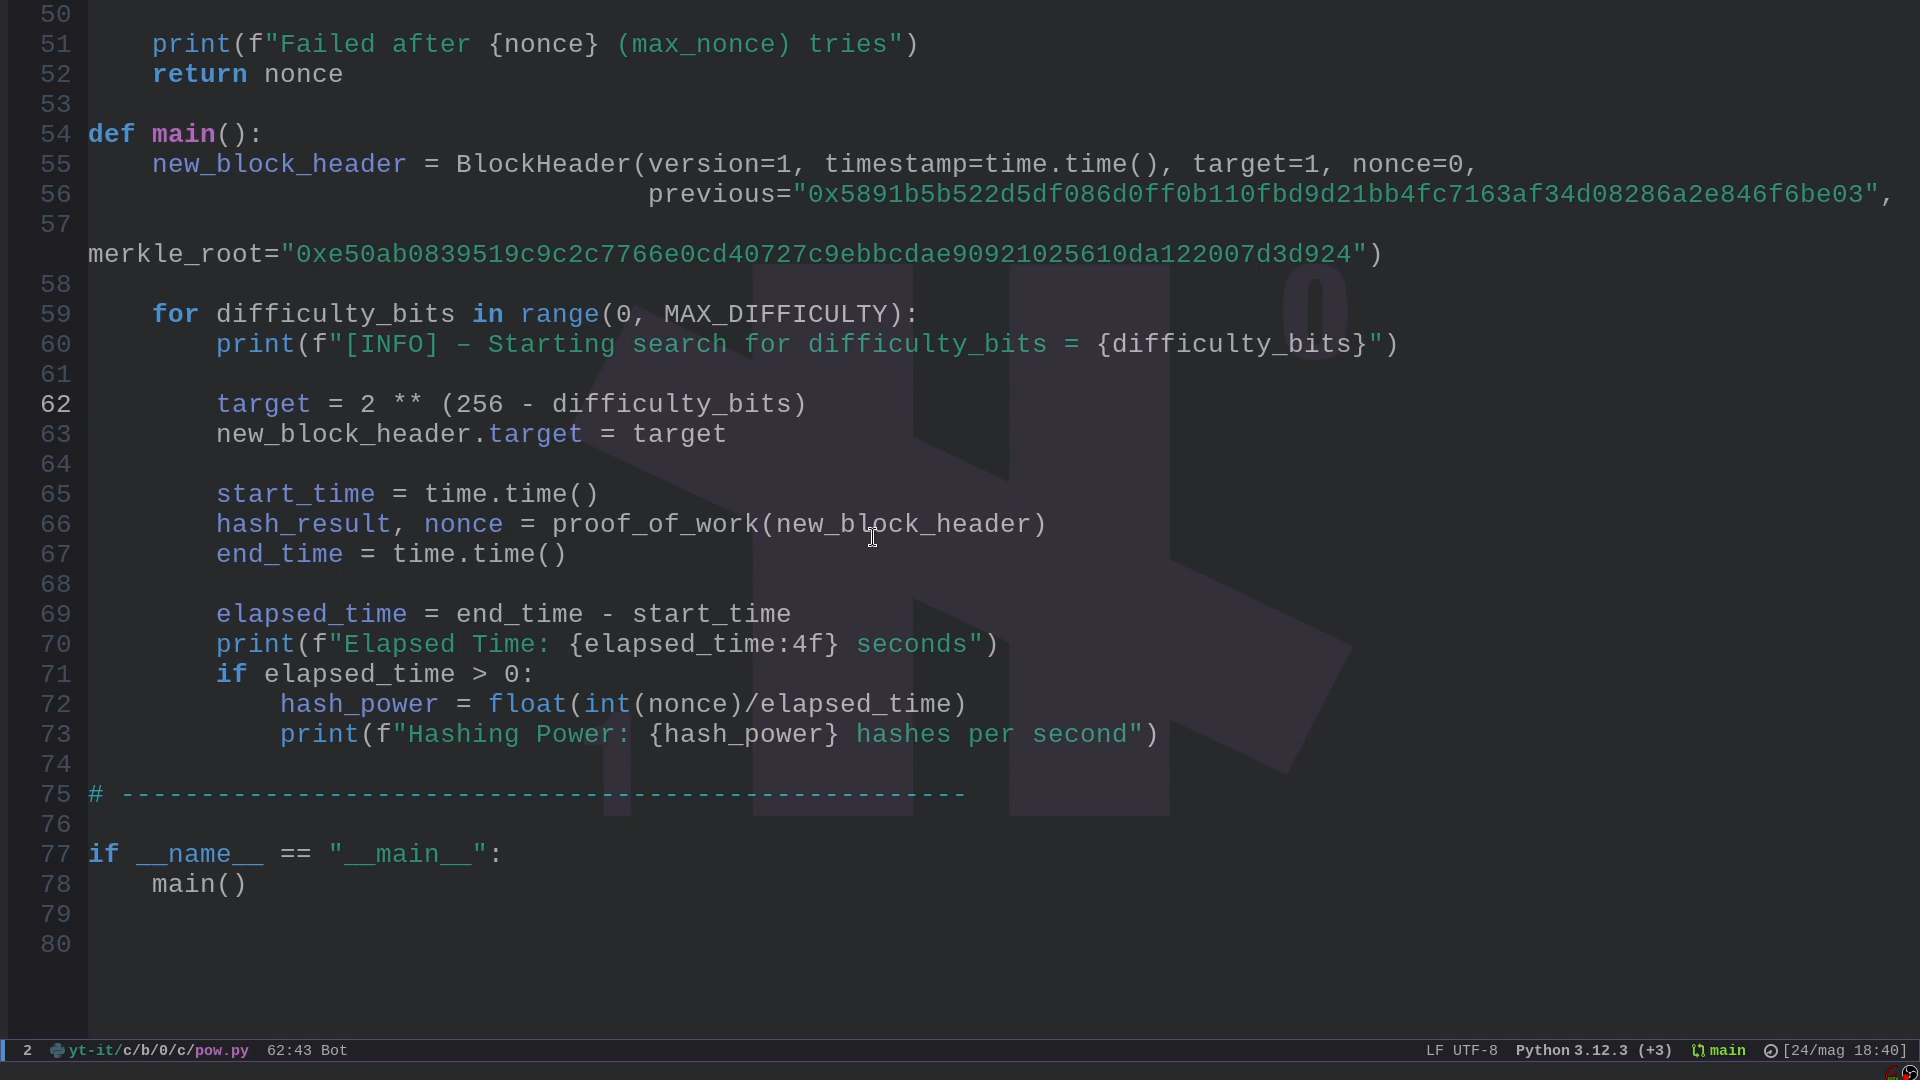 50
51     print(f"Failed after {nonce} (max_nonce) tries")
52     return nonce
53
54 def main():
55     new_block_header = BlockHeader(version=1, timestamp=time.time(), target=1, nonce=0,
56                                    previous="0x5891b5b522d5df086d0ff0b110fbd9d21bb4fc7163af34d08286a2e846f6be03",
57
merkle_root="0xe50ab0839519c9c2c7766e0cd40727c9ebbcdae90921025610da122007d3d924")
58
59     for difficulty_bits in range(0, MAX_DIFFICULTY):
60         print(f"[INFO] – Starting search for difficulty_bits = {difficulty_bits}")
61
62         target = 2 ** (256 - difficulty_bits)
63         new_block_header.target = target
64
65         start_time = time.time()
66         hash_result, nonce = proof_of_work(new_block_header)
67         end_time = time.time()
68
69         elapsed_time = end_time - start_time
70         print(f"Elapsed Time: {elapsed_time:4f} seconds")
71         if elapsed_time > 0:
72             hash_power = float(int(nonce)/elapsed_time)
73             print(f"Hashing Power: {hash_power} hashes per second")
74
75 # -----------------------------------------------------
76
77 if __name__ == "__main__":
78     main()
79
80
0
1
2 yt-it/c/b/0/c/pow.py 62:43 Bot LF UTF-8 Python 3.12.3 (+3) main [24/mag 18:40]